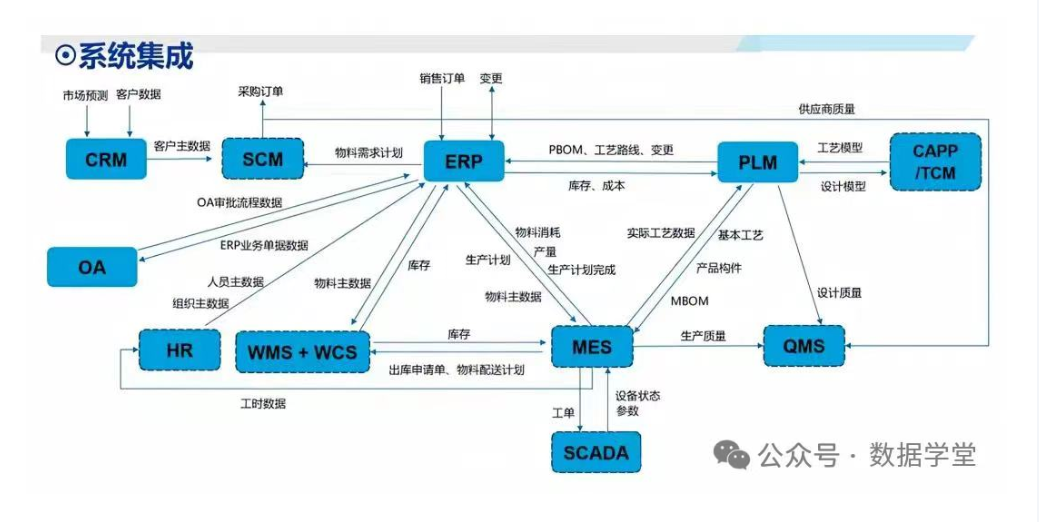 ⊙系统集成
销售订单
变更
市场预测
客户数据
采购订单
供应商质量
CRM
客户主数据
SCM
物料需求计划
ERP
PBOM、工艺路线、变更
库存、成本
PLM
工艺模型
设计模型
CAPP
/TCM
OA审批流程数据
ERP业务单据数据
OA
人员主数据
组织主数据
物料主数据
库存
生产计划
物料主数据
物料消耗
产量
生产计划完成
实际工艺数据
基本工艺
产品构件
MBOM
设计质量
HR
WMS + WCS
库存
出库申请单、物料配送计划
MES
生产质量
QMS
工时数据
工单
设备状态
参数
SCADA
公众号 · 数据学堂